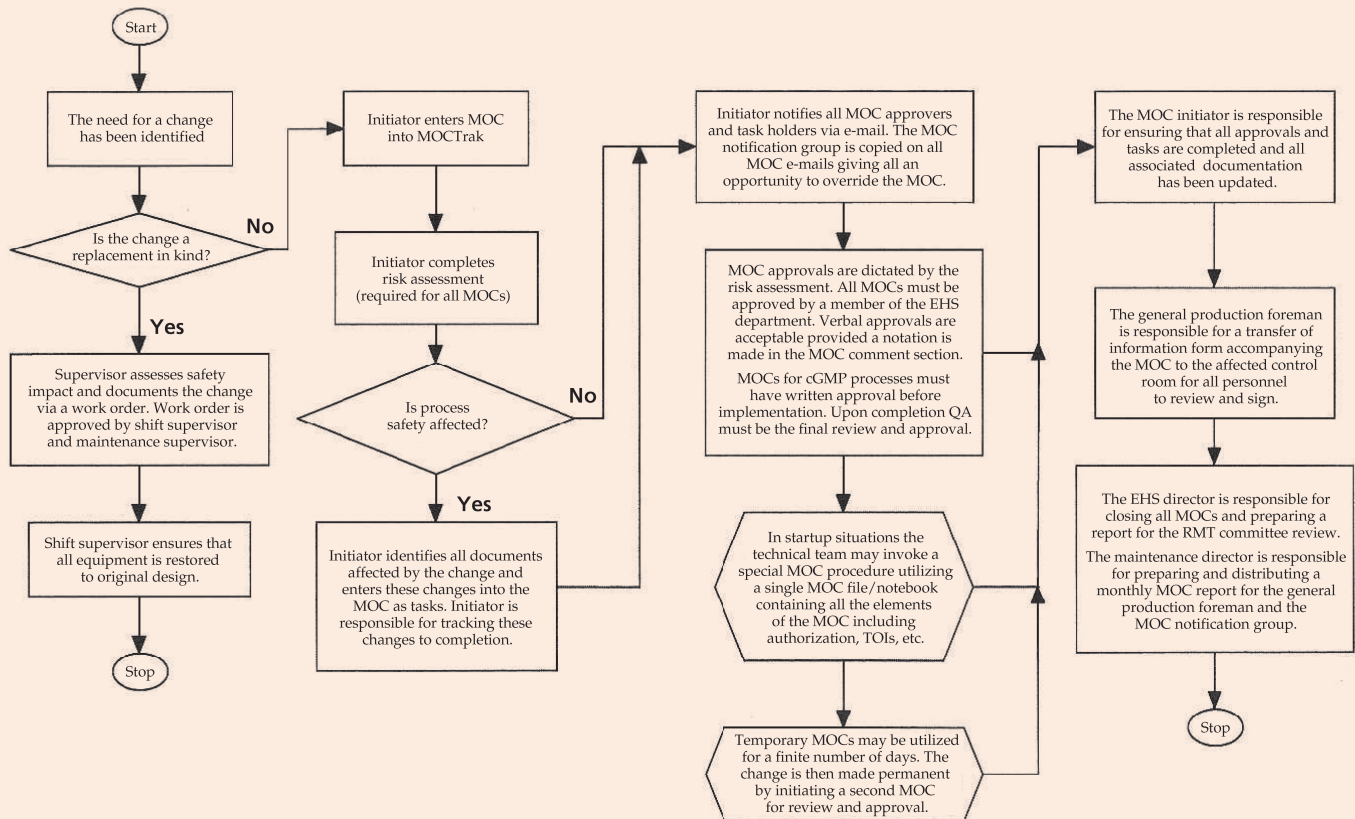 Start
The need for a change
has been identified
Is the change a
replacement in kind?
No
Yes
Supervisor assesses safety
impact and documents the change
via a work order. Work order is
approved by shift supervisor
and maintenance supervisor.
Shift supervisor ensures that
all equipment is restored
to original design.
Stop
Initiator enters MOC
into MOCTrak
Initiator completes
risk assessment
(required for all MOCs)
Is process
safety affected?
No
Yes
Initiator identifies all documents
affected by the change and
enters these changes into the
MOC as tasks. Initiator is
responsible for tracking these
changes to completion.
Initiator notifies all MOC approvers
and task holders via e-mail. The MOC
notification group is copied on all
MOC e-mails giving all an
opportunity to override the MOC.
MOC approvals are dictated by the
risk assessment. All MOCs must be
approved by a member of the EHS
department. Verbal approvals are
acceptable provided a notation is
made in the MOC comment section.
MOCs for cGMP processes must
have written approval before
implementation. Upon completion QA
must be the final review and approval.
In startup situations the
technical team may invoke a
special MOC procedure utilizing
a single MOC file/notebook
containing all the elements
of the MOC including
authorization, TOIs, etc.
Temporary MOCs may be utilized
for a finite number of days. The
change is then made permanent
by initiating a second MOC
for review and approval.
The MOC initiator is responsible
for ensuring that all approvals and
tasks are completed and all
associated documentation
has been updated.
The general production foreman
is responsible for a transfer of
information form accompanying
the MOC to the affected control
room for all personnel
to review and sign.
The EHS director is responsible for
closing all MOCs and preparing a
report for the RMT committee review.
The maintenance director is responsible
for preparing and distributing a
monthly MOC report for the general
production foreman and the
MOC notification group.
Stop